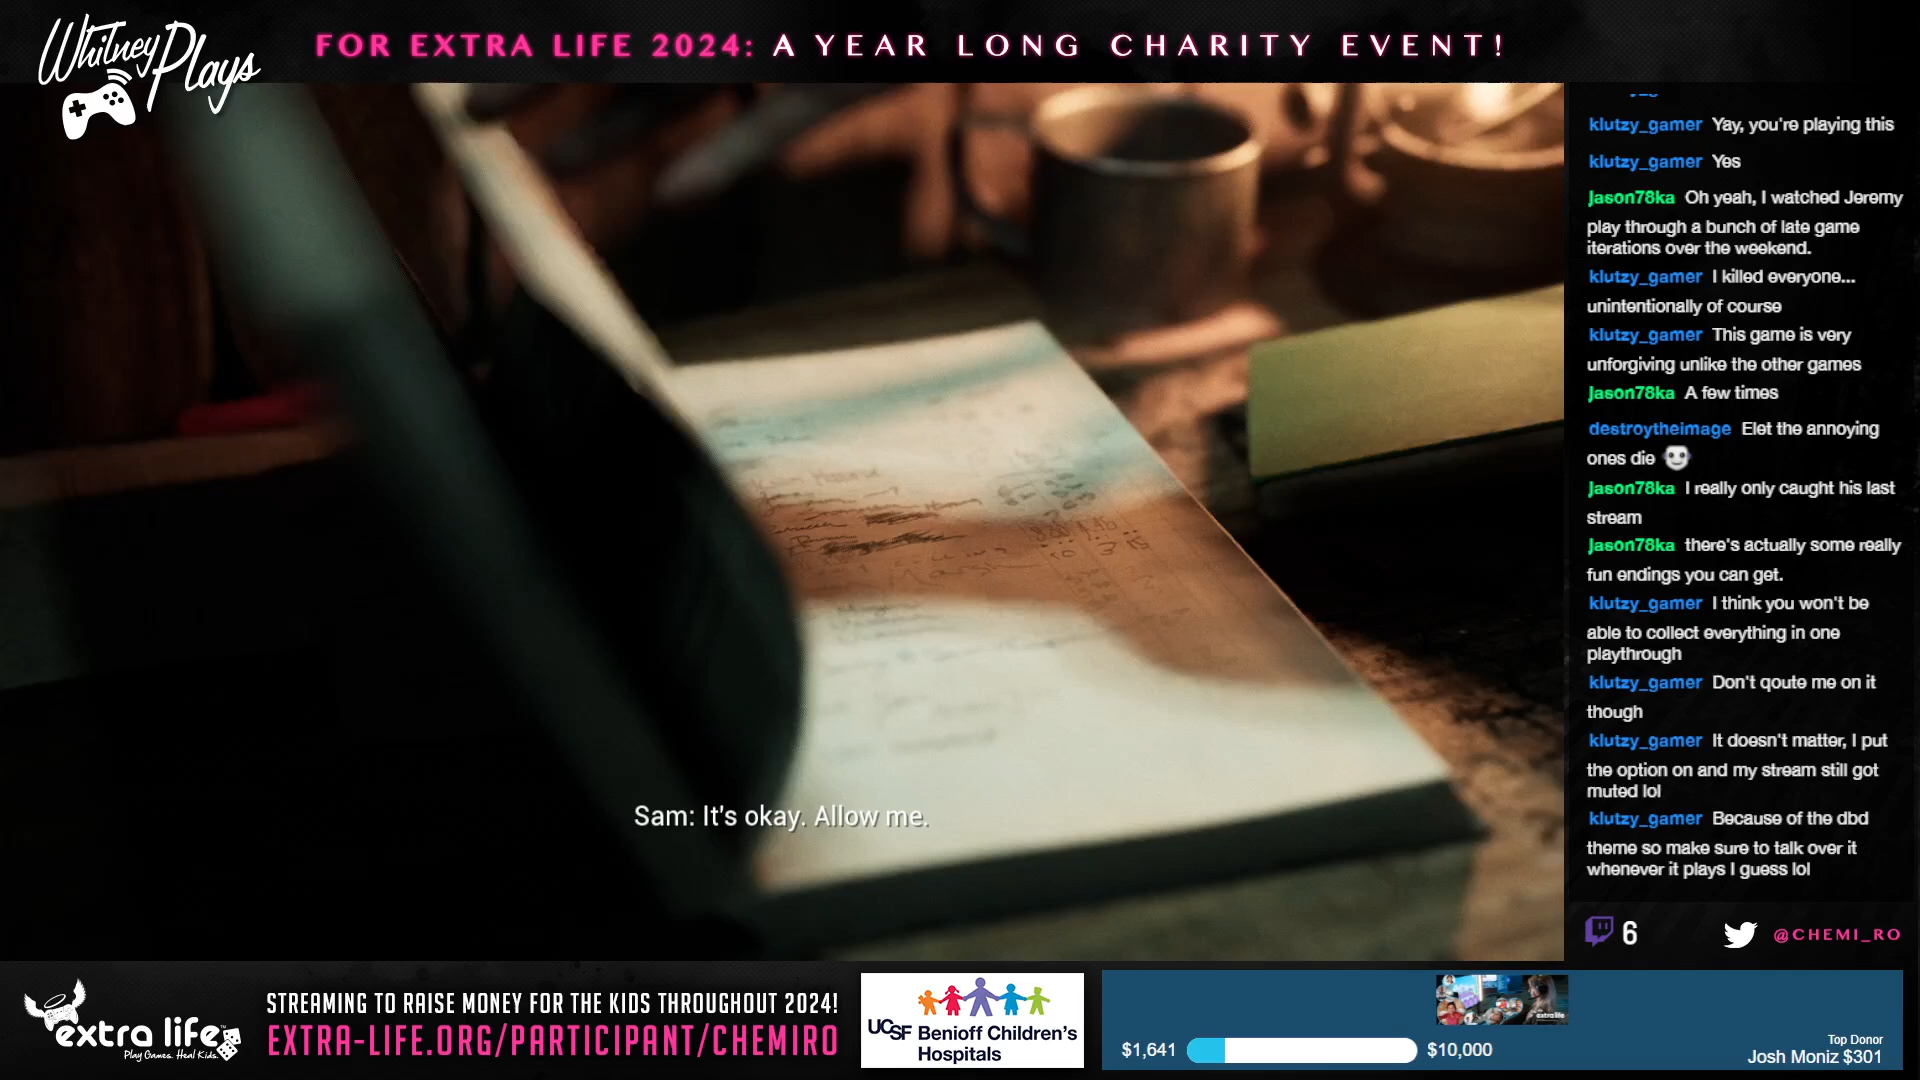 Whitney Plays
FOR EXTRA LIFE 2024: A YEAR LONG CHARITY EVENT!
klutzy_gamer Yay, you're playing this
klutzy_gamer Yes
Jason78ka Oh yeah, I watched Jeremy
play through a bunch of late game
iterations over the weekend.
klutzy_gamer I killed everyone...
unintentionally of course
klutzy_gamer This game is very
unforgiving unlike the other games
Jason78ka A few times
destroytheimage Elet the annoying
ones die
Jason78ka I really only caught his last
stream
Jason78ka there's actually some really
fun endings you can get.
klutzy_gamer I think you won't be
able to collect everything in one
playthrough
klutzy_gamer Don't qoute me on it
though
klutzy_gamer It doesn't matter, I put
the option on and my stream still got
muted lol
klutzy_gamer Because of the dbd
theme so make sure to talk over it
whenever it plays I guess lol
Sam: It's okay. Allow me.
6
@CHEMI_RO
extra life
Play Games. Heal Kids.
STREAMING TO RAISE MONEY FOR THE KIDS THROUGHOUT 2024!
EXTRA-LIFE.ORG/PARTICIPANT/CHEMIRO
UCSF Benioff Children's
Hospitals
$1,641
$10,000
Top Donor
Josh Moniz $301